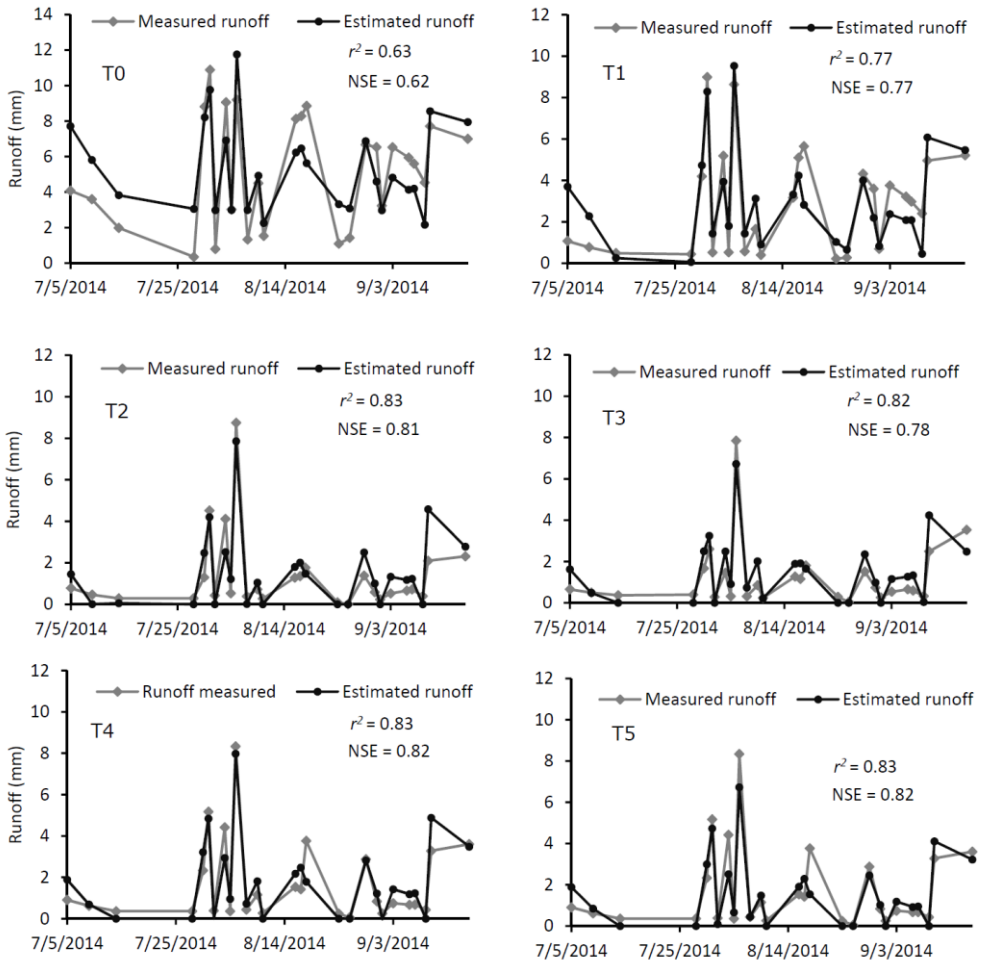 Measured runoff
Estimated runoff
r² = 0.63
NSE = 0.62
T0
Runoff (mm)
14
12
10
8
6
4
2
0
7/5/2014
7/25/2014
8/14/2014
9/3/2014
Measured runoff
Estimated runoff
r² = 0.77
NSE = 0.77
T1
12
10
8
6
4
2
0
7/5/2014
7/25/2014
8/14/2014
9/3/2014
Measured runoff
Estimated runoff
r² = 0.83
NSE = 0.81
T2
Runoff (mm)
12
10
8
6
4
2
0
7/5/2014
7/25/2014
8/14/2014
9/3/2014
Measured runoff
Estimated runoff
r² = 0.82
NSE = 0.78
T3
12
10
8
6
4
2
0
7/5/2014
7/25/2014
8/14/2014
9/3/2014
Runoff measured
Estimated runoff
r² = 0.83
NSE = 0.82
T4
Runoff (mm)
12
10
8
6
4
2
0
7/5/2014
7/25/2014
8/14/2014
9/3/2014
Measured runoff
Estimated runoff
r² = 0.83
NSE = 0.82
T5
12
10
8
6
4
2
0
7/5/2014
7/25/2014
8/14/2014
9/3/2014